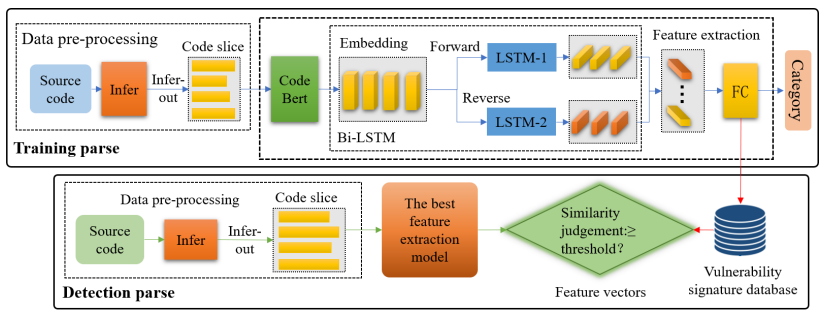 Data pre-processing
Source
code
Infer
Infer-
out
Code slice
Training parse
Code
Bert
Embedding
Bi-LSTM
Forward
Reverse
LSTM-1
LSTM-2
Feature extraction
FC
Category
Data pre-processing
Source
code
Infer
Infer-
out
Code slice
Detection parse
The best
feature
extraction
model
Similarity
judgement:≥
threshold?
Feature vectors
Vulnerability
signature database